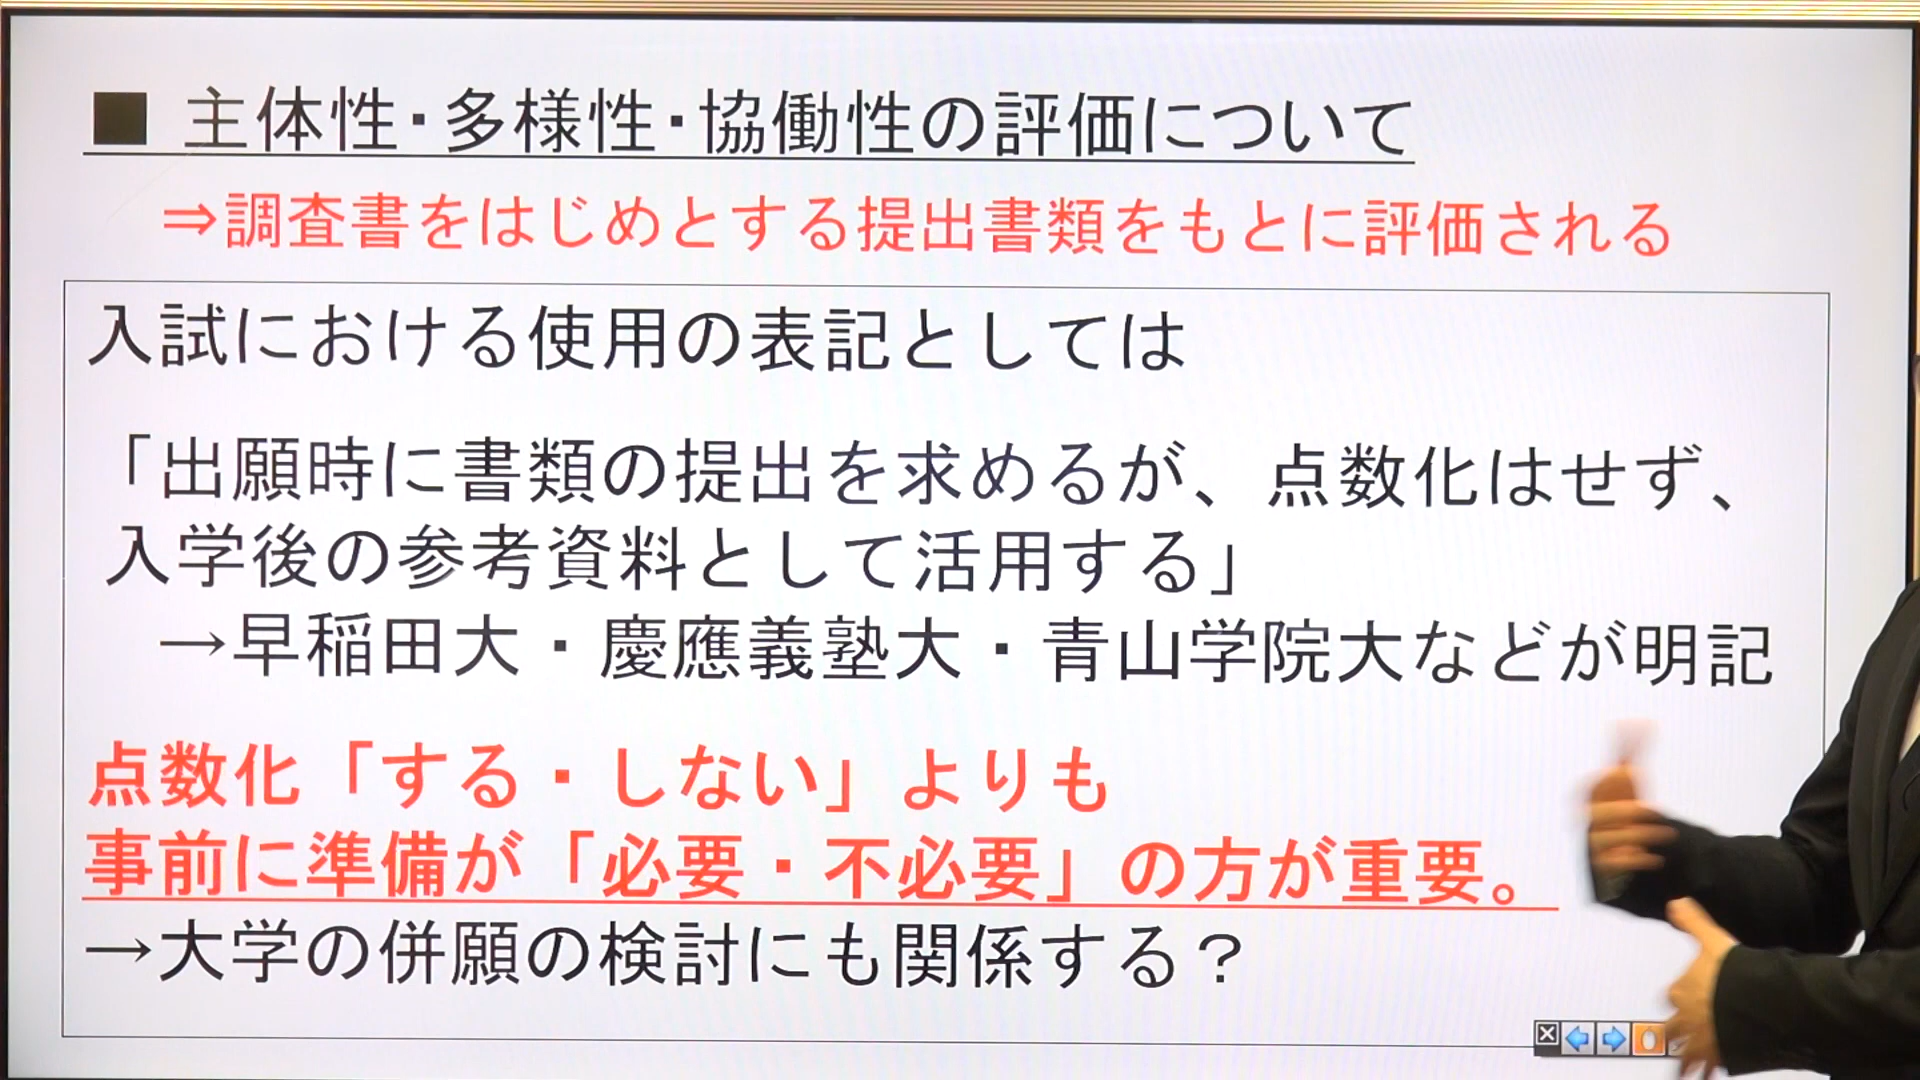 ■ 主体性・多様性・協働性の評価について
⇒調査書をはじめとする提出書類をもとに評価される
入試における使用の表記としては
「出願時に書類の提出を求めるが、点数化はせず、
入学後の参考資料として活用する」
→早稲田大・慶應義塾大・青山学院大などが明記
点数化「する・しない」よりも
事前に準備が「必要・不必要」の方が重要。
→大学の併願の検討にも関係する？